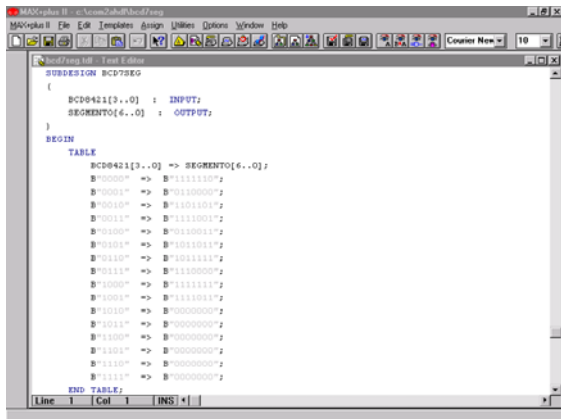 MAX+plus II - c:\com2ahdl\bcd7seg
MAX+plus II File Edit Templates Assign Utilities Options Window Help
Courier New 10
bcd7seg.tdf - Text Editor
SUBDESIGN BCD7SEG
(
BCD8421[3..0] : INPUT;
SEGMENTO[6..0] : OUTPUT;
)
BEGIN
TABLE
BCD8421[3..0] => SEGMENTO[6..0];
B"0000" => B"1111110";
B"0001" => B"0110000";
B"0010" => B"1101101";
B"0011" => B"1111001";
B"0100" => B"0110011";
B"0101" => B"1011011";
B"0110" => B"1011111";
B"0111" => B"1110000";
B"1000" => B"1111111";
B"1001" => B"1111011";
B"1010" => B"0000000";
B"1011" => B"0000000";
B"1100" => B"0000000";
B"1101" => B"0000000";
B"1110" => B"0000000";
B"1111" => B"0000000";
END TABLE;
Line 1 Col 1 INS